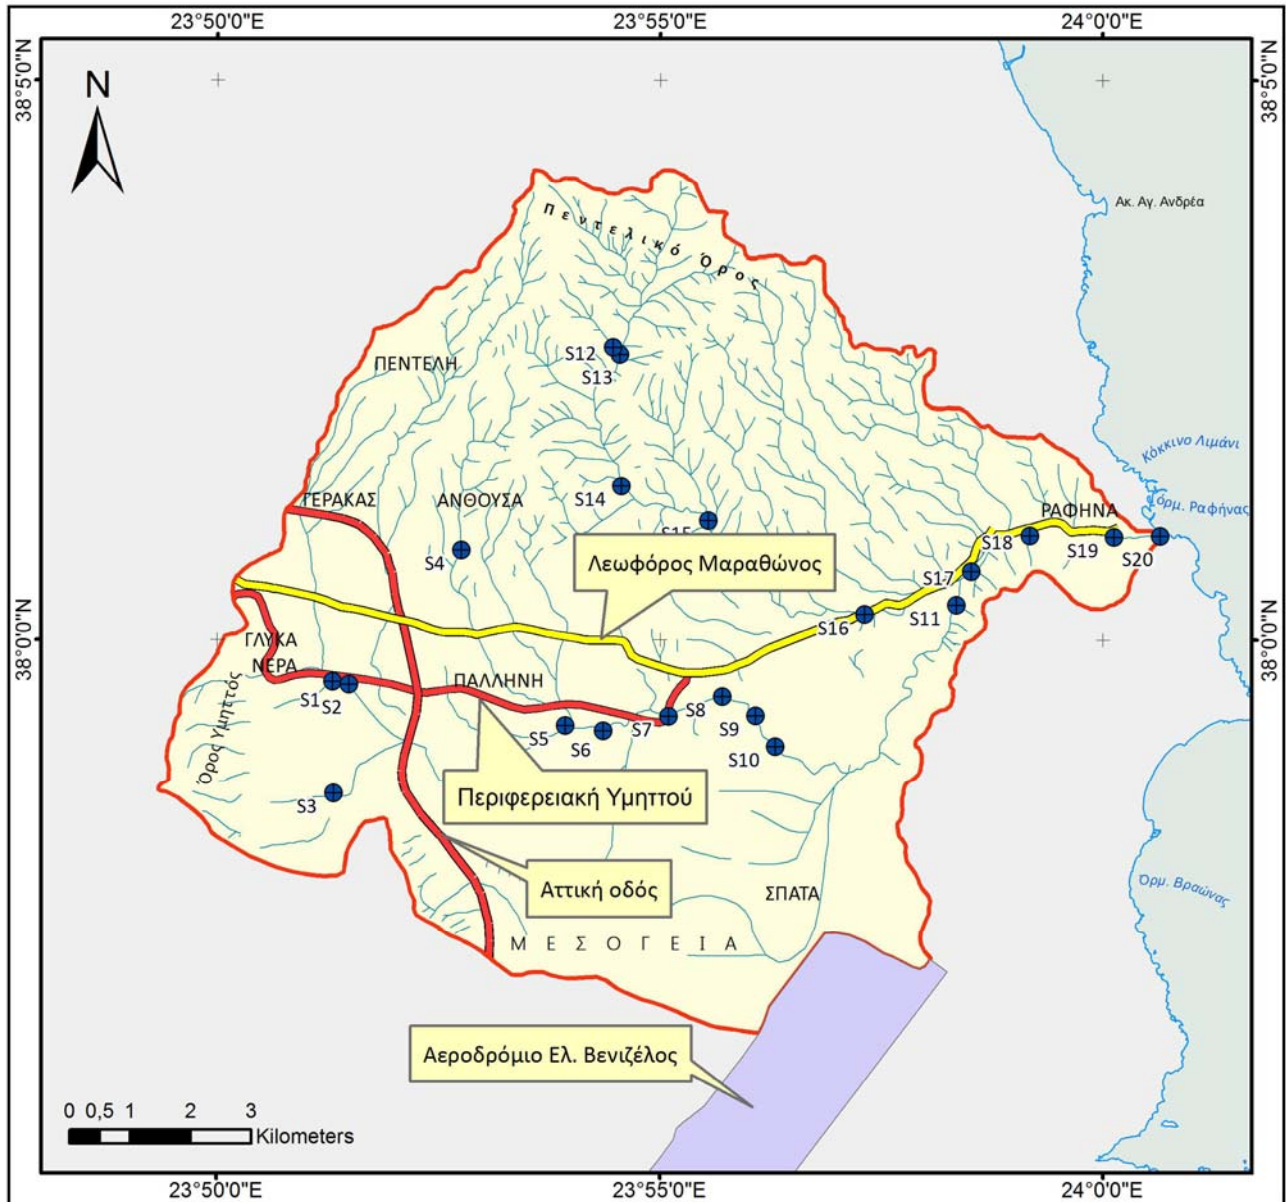 23°50'0"E
23°55'0"E
24°0'0"E
38°5'0"N
38°5'0"N
N
Ακ. Αγ. Ανδρέα
Πεντελικό Όρος
S12
ΠΕΝΤΕΛΗ
S13
Κόκκινο Λιμάνι
ΓΕΡΑΚΑΣ
ΑΝΘΟΥΣΑ
S14
όρμ. Ραφήνας
ΡΑΦΗΝΑ
S15
S18
S19
S20
S4
Λεωφόρος Μαραθώνος
S17
S16
S11
38°0'0"N
38°0'0"N
ΓΛΥΚΑ
ΝΕΡΑ
ΠΑΛΛΗΝΗ
S1
S2
Όρος Υμηττός
S8
S7
S9
S5
S6
S10
S3
Περιφερειακή Υμηττού
Αττική οδός
ΣΠΑΤΑ
Όρμ. Βραώνας
ΜΕΣΟΓΕΙΑ
Αεροδρόμιο Ελ. Βενιζέλος
0 0,5 1 2 3
Kilometers
23°50'0"E
23°55'0"E
24°0'0"E